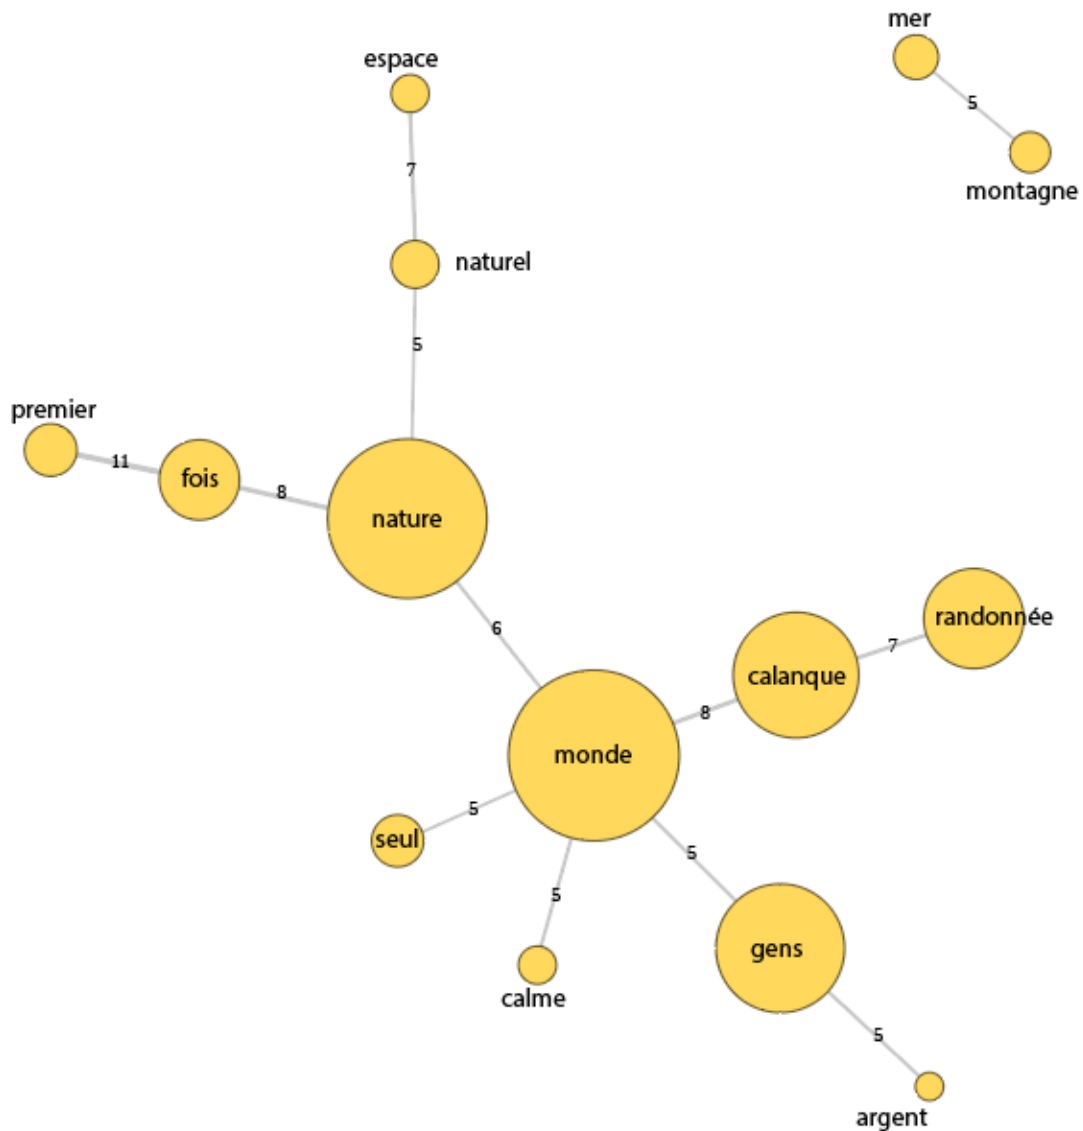 mer
espace
5
7
montagne
naturel
5
premier
11
fois
8
nature
6
randonnée
7
calanque
8
monde
5
seul
5
5
gens
calme
5
argent